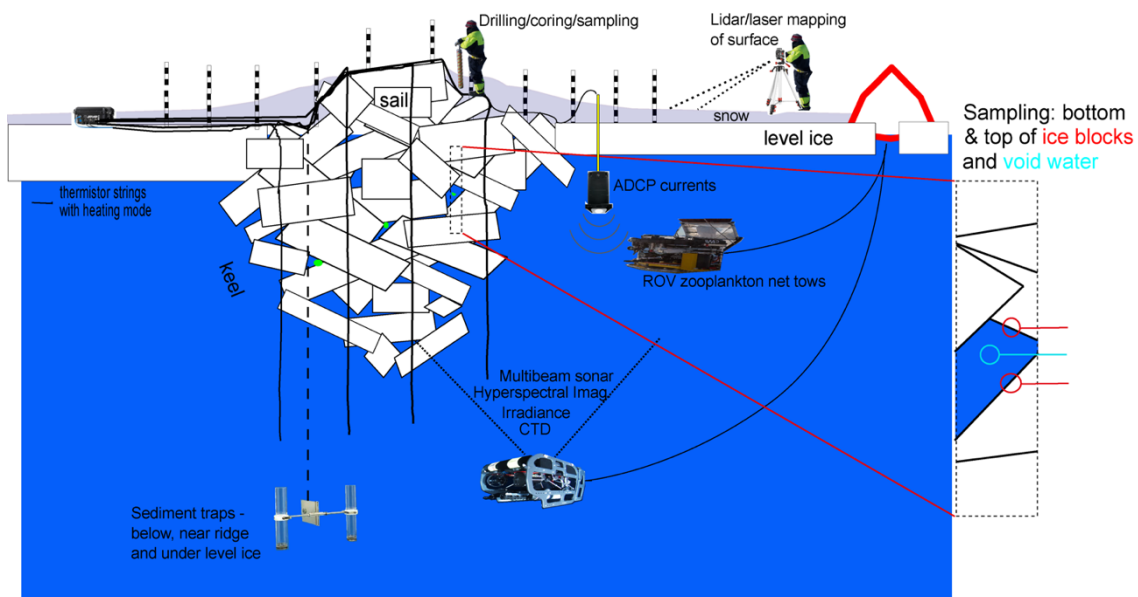 Drilling/coring/sampling
Lidar/laser mapping
of surface
sail
snow
level ice
Sampling: bottom
& top of ice blocks
and void water
thermistor strings
with heating mode
ADCP currents
keel
ROV zooplankton net tows
Multibeam sonar
Hyperspectral Imag.
Irradiance
CTD
Sediment traps -
below, near ridge
and under level ice